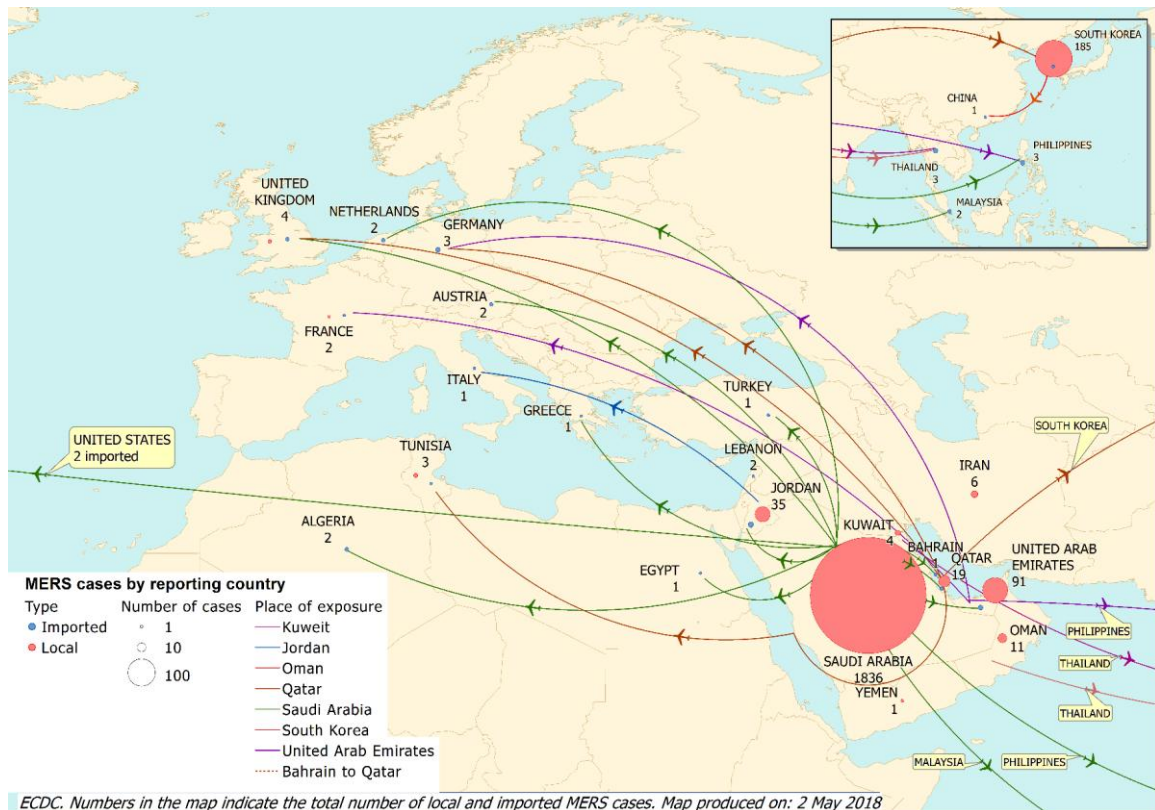 SOUTH KOREA
185
CHINA
1
PHILIPPINES
3
THAILAND
3
MALAYSIA
2
UNITED
KINGDOM
4
NETHERLANDS
2
GERMANY
3
AUSTRIA
2
FRANCE
2
ITALY
1
GREECE
1
TURKEY
1
UNITED STATES
2 imported
TUNISIA
3
LEBANON
2
SOUTH KOREA
IRAN
6
JORDAN
35
ALGERIA
2
KUWAIT
4
BAHRAIN
1
QATAR
19
UNITED ARAB
EMIRATES
91
EGYPT
1
PHILIPPINES
OMAN
11
THAILAND
SAUDI ARABIA
1836
YEMEN
1
THAILAND
MALAYSIA
PHILIPPINES
MERS cases by reporting country
Type
Imported
Local
Number of cases
1
10
100
Place of exposure
Kuweit
Jordan
Oman
Qatar
Saudi Arabia
South Korea
United Arab Emirates
Bahrain to Qatar
ECDC. Numbers in the map indicate the total number of local and imported MERS cases. Map produced on: 2 May 2018